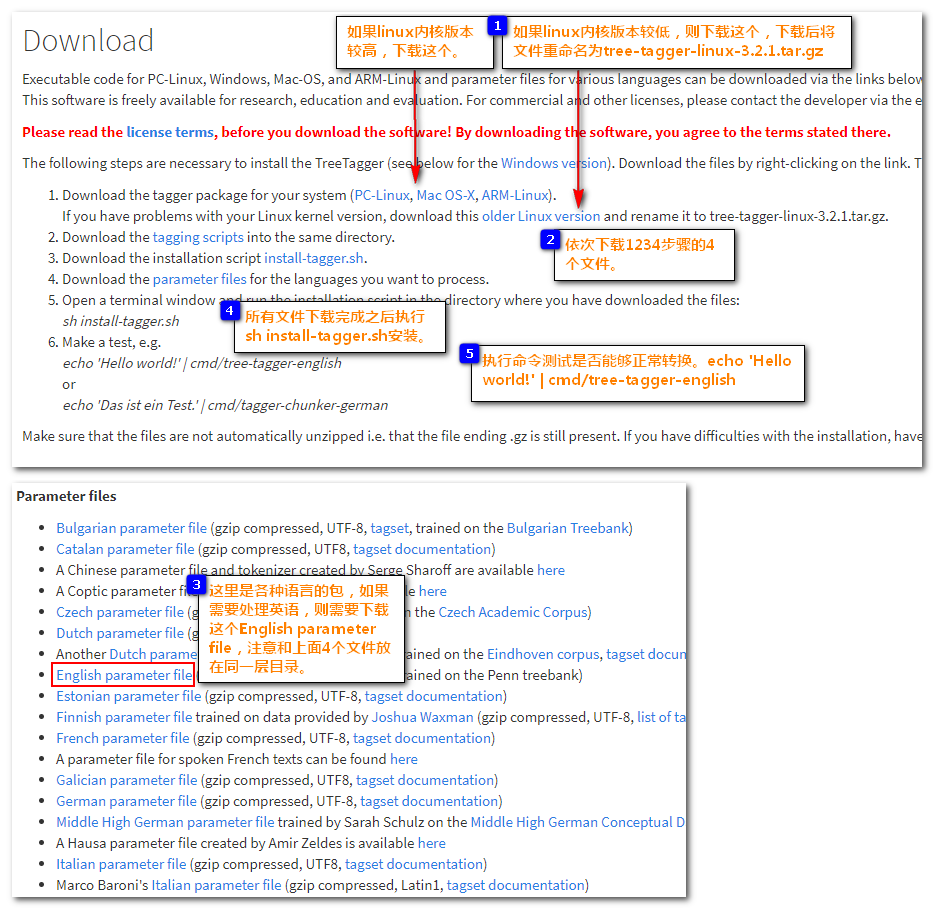 Download
如果linux内核版本
较高，下载这个。
1
如果linux内核版本较低，则下载这个，下载后将
文件重命名为tree-tagger-linux-3.2.1.tar.gz
Executable code for PC-Linux, Windows, Mac-OS, and ARM-Linux and parameter files for various languages can be downloaded via the links below
This software is freely available for research, education and evaluation. For commercial and other licenses, please contact the developer via the e
Please read the license terms, before you download the software! By downloading the software, you agree to the terms stated there.
The following steps are necessary to install the TreeTagger (see below for the Windows version). Download the files by right-clicking on the link. T
1. Download the tagger package for your system (PC-Linux, Mac OS-X, ARM-Linux).
If you have problems with your Linux kernel version, download this older Linux version and rename it to tree-tagger-linux-3.2.1.tar.gz.
2. Download the tagging scripts into the same directory.
3. Download the installation script install-tagger.sh.
4. Download the parameter files for the languages you want to process.
5. Open a terminal window and run the installation script in the directory where you have downloaded the files:
sh install-tagger.sh
6. Make a test, e.g.
echo 'Hello world!' | cmd/tree-tagger-english
or
echo 'Das ist ein Test.' | cmd/tagger-chunker-german
2
依次下载1234步骤的4
个文件。
4
所有文件下载完成之后执行
sh install-tagger.sh安装。
5
执行命令测试是否能够正常转换。echo 'Hello
world!' | cmd/tree-tagger-english
Make sure that the files are not automatically unzipped i.e. that the file ending .gz is still present. If you have difficulties with the installation, have
Parameter files
Bulgarian parameter file (gzip compressed, UTF-8, tagset, trained on the Bulgarian Treebank)
Catalan parameter file (gzip compressed, UTF8, tagset documentation)
A Chinese parameter file and tokenizer created by Serge Sharoff are available here
A Coptic parameter here
Czech parameter file the Czech Academic Corpus)
Dutch parameter file
Another Dutch on the Eindhoven corpus, tagset
English parameter file on the Penn treebank)
Estonian parameter file (gzip compressed, UTF-8, tagset documentation)
Finnish parameter file trained on data provided by Joshua Waxman (gzip compressed, UTF-8, list of ta
French parameter file (gzip compressed, UTF-8, tagset documentation)
A parameter file for spoken French texts can be found here
Galician parameter file (gzip compressed, UTF8, tagset documentation)
German parameter file (gzip compressed, UTF-8, tagset documentation)
Middle High German parameter file trained by Sarah Schulz on the Middle High German Conceptual D
A Hausa parameter file created by Amir Zeldes is available here
Italian parameter file (gzip compressed, UTF8, tagset documentation)
Marco Baroni's Italian parameter file (gzip compressed, Latin1, tagset documentation)
3
这里是各种语言的包，如果
需要处理英语，则需要下载
这个English parameter
file，注意和上面4个文件放
在同一层目录。